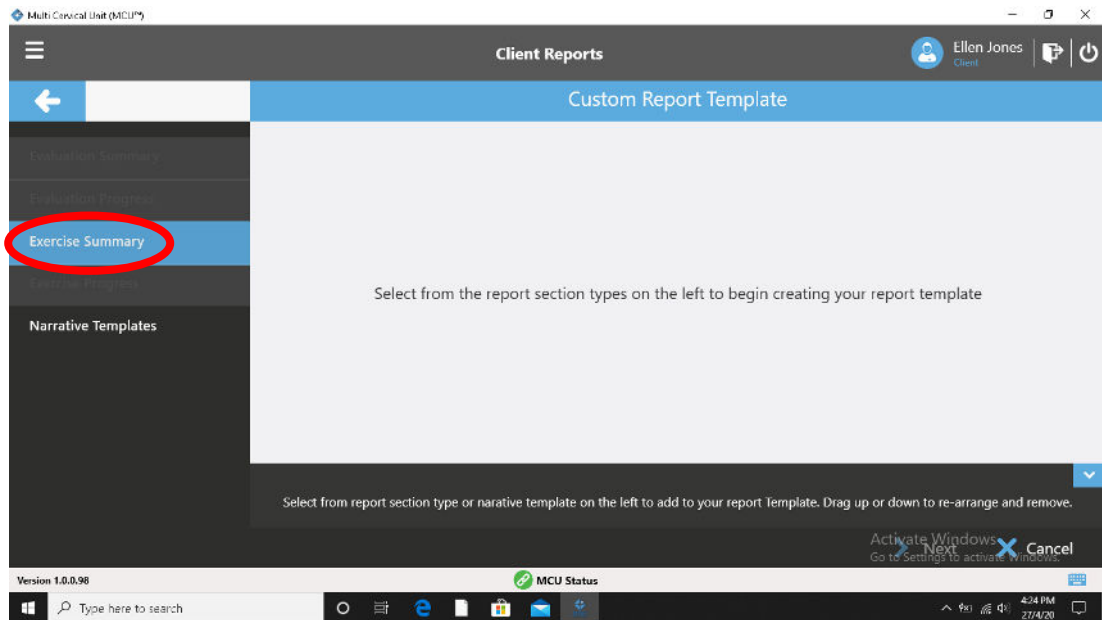 Multi Cervical Unit (MCU™)
Client Reports
Ellen Jones
Client
Custom Report Template
Evaluation Summary
Evaluation Progress
Exercise Summary
Exercise Progress
Narrative Templates
Select from the report section types on the left to begin creating your report template
Select from report section type or narative template on the left to add to your report Template. Drag up or down to re-arrange and remove.
Activate Windows
Go to Settings to activate Windows.
Next
Cancel
Version 1.0.0.98
MCU Status
Type here to search
4:24 PM
27/4/20